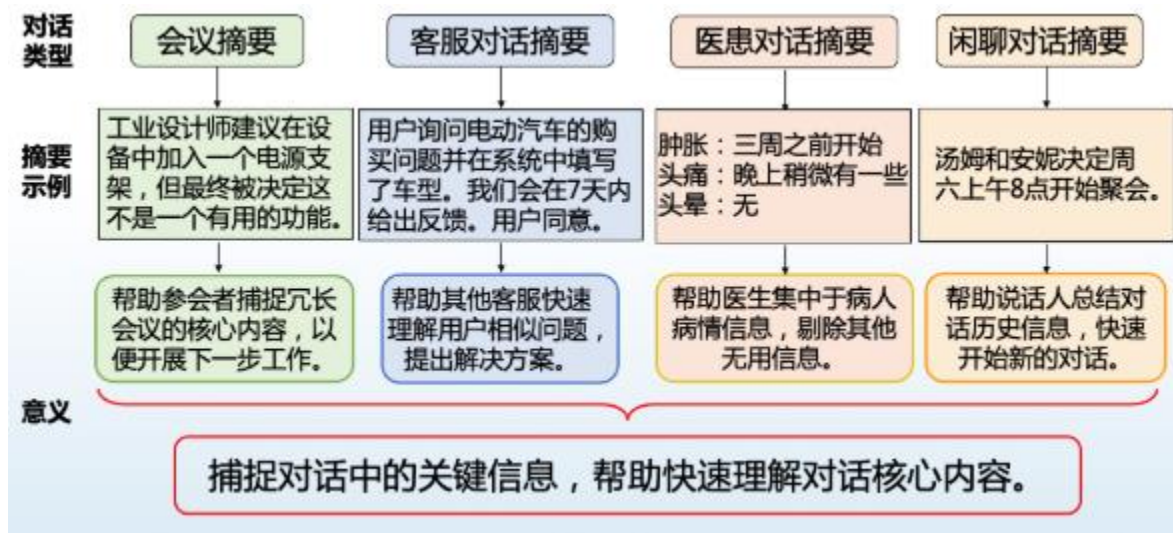 对话
类型
会议摘要
客服对话摘要
医患对话摘要
闲聊对话摘要
摘要
示例
工业设计师建议在设
备中加入一个电源支
架，但最终被决定这
不是一个有用的功能。
用户询问电动汽车的购
买问题并在系统中填写
了车型。我们会在7天内
给出反馈。用户同意。
肿胀：三周之前开始
头痛：晚上稍微有一些
头晕：无
汤姆和安妮决定周
六上午8点开始聚会。
帮助参会者捕捉冗长
会议的核心内容，以
便开展下一步工作。
帮助其他客服快速
理解用户相似问题，
提出解决方案。
帮助医生集中于病人
病情信息，剔除其他
无用信息。
帮助说话人总结对
话历史信息，快速
开始新的对话。
意义
捕捉对话中的关键信息，帮助快速理解对话核心内容。